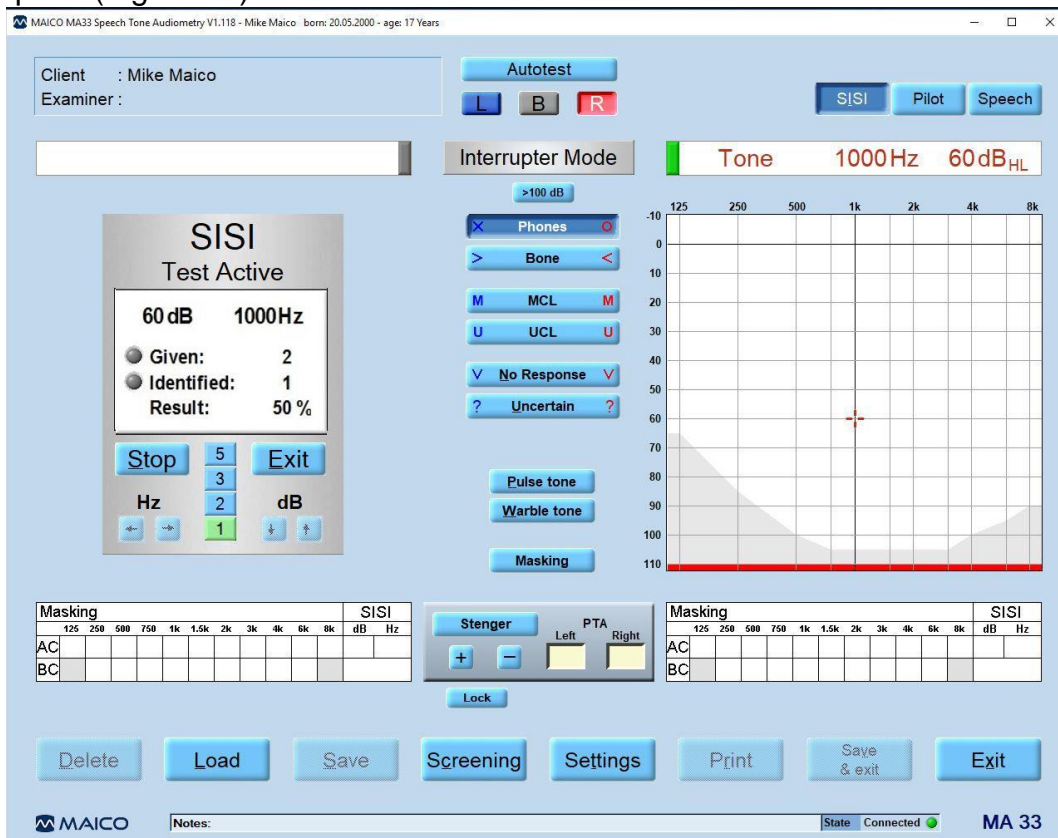 MAICO MA33 Speech Tone Audiometry V1.118 - Mike Maico born: 20.05.2000 - age: 17 Years
Client : Mike Maico
Examiner :
Autotest
L B R
SISI Pilot Speech
Interrupter Mode
Tone 1000Hz 60dBHL
>100 dB
X Phones O
> Bone <
M MCL M
U UCL U
V No Response V
? Uncertain ?
Pulse tone
Warble tone
Masking
SISI
Test Active
60 dB 1000Hz
Given: 2
Identified: 1
Result: 50 %
Stop 5 Exit
3
Hz 2 dB
1
125 250 500 1k 2k 4k 8k
-10
0
10
20
30
40
50
60
70
80
90
100
110
Masking SISI
125 250 500 750 1k 1.5k 2k 3k 4k 6k 8k dB Hz
AC
BC
Stenger PTA
Left Right
+ −
Lock
Masking SISI
125 250 500 750 1k 1.5k 2k 3k 4k 6k 8k dB Hz
AC
BC
Delete Load Save Screening Settings Print Save & exit Exit
MAICO Notes: State Connected MA 33